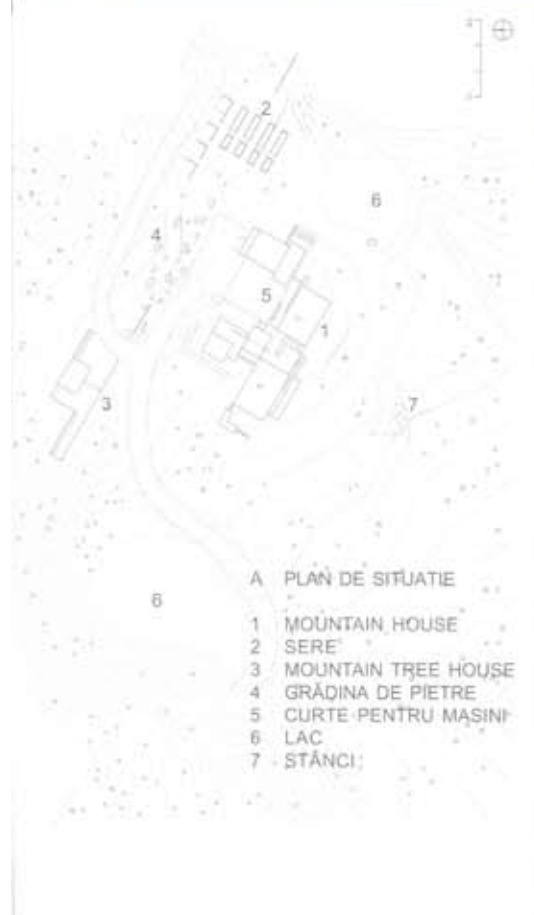 2
6
4
5
1
3
7
6
A PLAN DE SITUATIE
1 MOUNTAIN HOUSE
2 SERE
3 MOUNTAIN TREE HOUSE
4 GRĂDINA DE PIETRE
5 CURTE PENTRU MASINI
6 LAC
7 STÂNCI